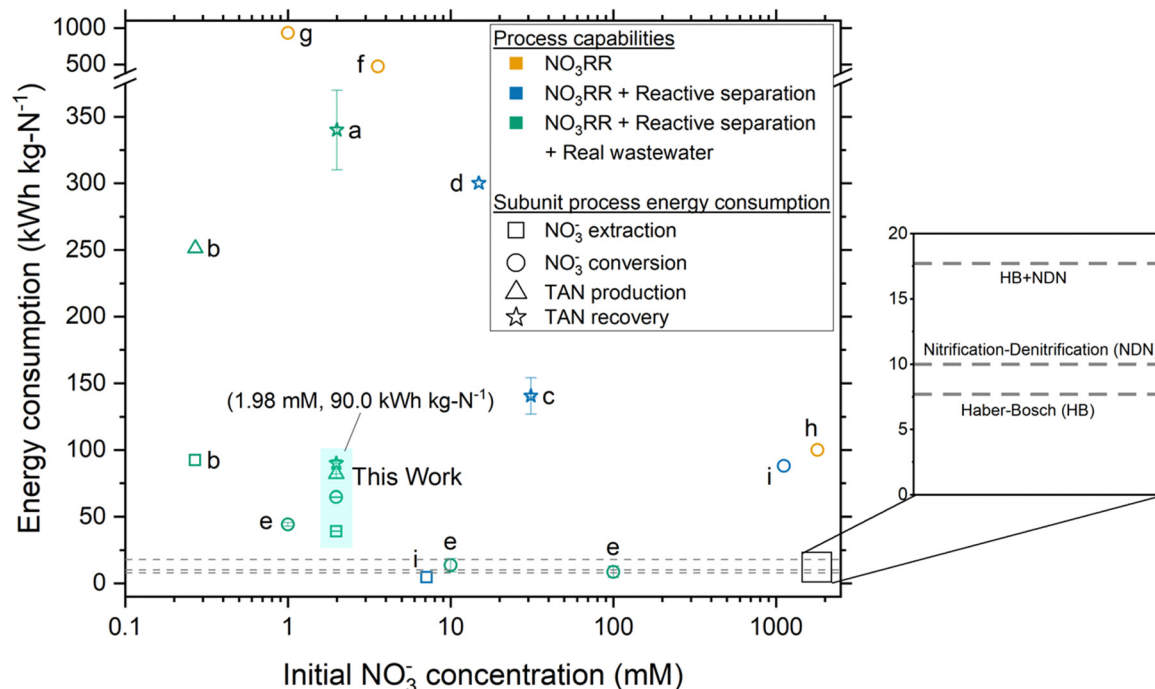 Energy consumption (kWh kg-N⁻¹)
1000
500
350
300
250
200
150
100
50
0
0.1
1
10
100
1000
Initial NO₃⁻ concentration (mM)
g
f
a
d
b
c
(1.98 mM, 90.0 kWh kg-N⁻¹)
b
This Work
e
h
i
i
e
e
Process capabilities
NO₃RR
NO₃RR + Reactive separation
NO₃RR + Reactive separation
+ Real wastewater
Subunit process energy consumption
NO₃⁻ extraction
NO₃⁻ conversion
TAN production
TAN recovery
20
15
10
5
0
HB+NDN
Nitrification-Denitrification (NDN
Haber-Bosch (HB)